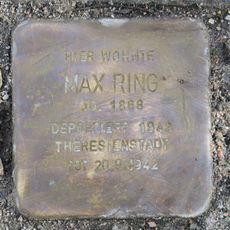 HIER WOHNTE
MAX RING
JG. 1868
DEPORTIERT 1942
THERESIENSTADT
TOT 20.9.1942